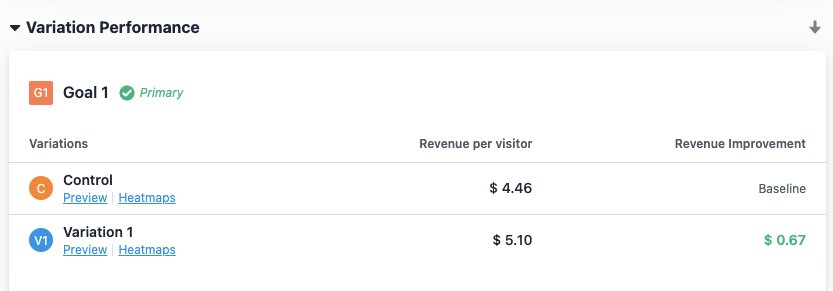 Variation Performance
G1 Goal 1 Primary
Variations Revenue per visitor Revenue Improvement
C Control $ 4.46 Baseline
Preview | Heatmaps
V1 Variation 1 $ 5.10 $ 0.67
Preview | Heatmaps